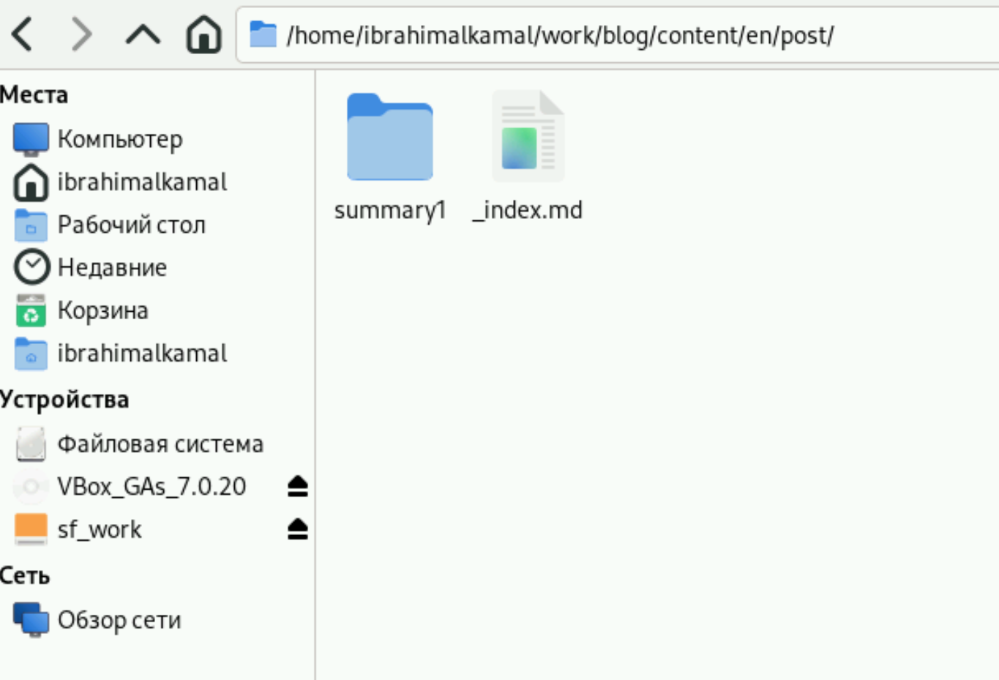 /home/ibrahimalkamal/work/blog/content/en/post/
Места
Компьютер
ibrahimalkamal
Рабочий стол
Недавние
Корзина
ibrahimalkamal
Устройства
Файловая система
VBox_GAs_7.0.20
sf_work
Сеть
Обзор сети
summary1
_index.md